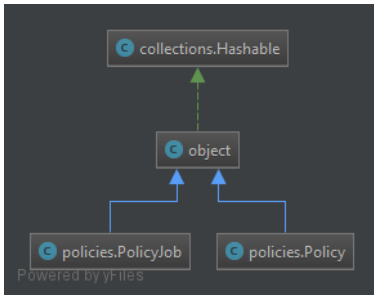 C collections.Hashable
C object
C policies.PolicyJob
C policies.Policy
Powered by yFiles